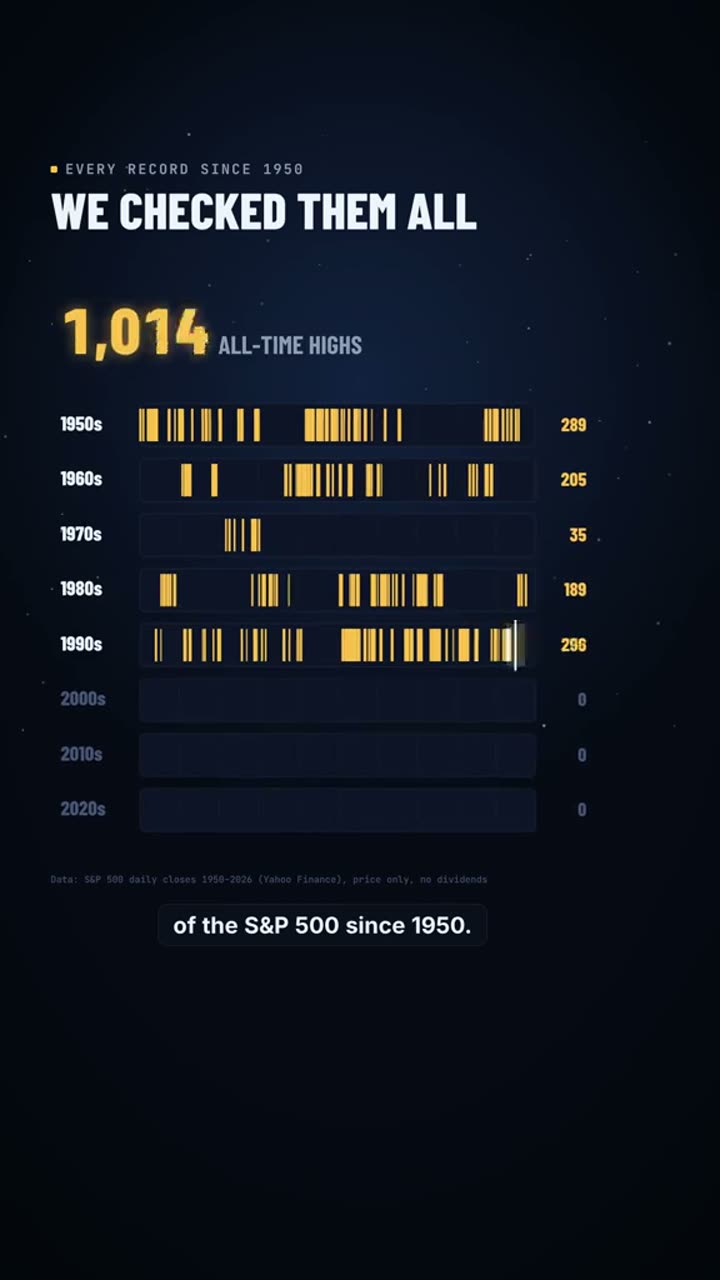 EVERY RECORD SINCE 1950
WE CHECKED THEM ALL
1,014 ALL-TIME HIGHS
1950s 289
1960s 205
1970s 35
1980s 189
1990s 296
2000s 0
2010s 0
2020s 0
Data: S&P 500 daily closes 1950-2026 (Yahoo Finance), price only, no dividends
of the S&P 500 since 1950.